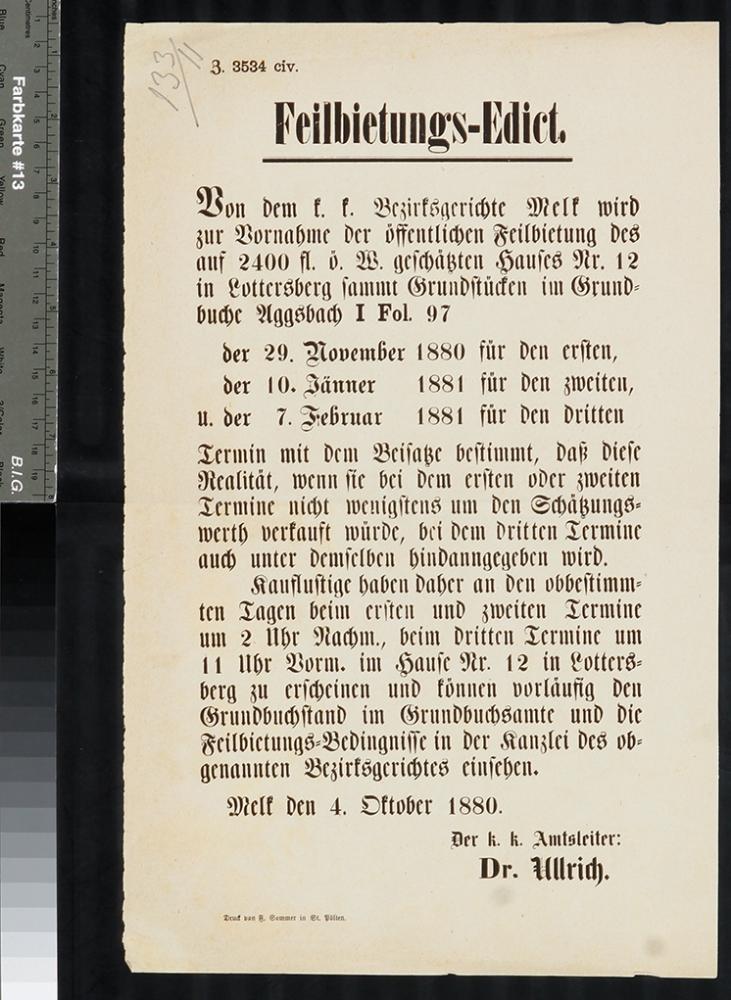 133/11
Z. 3534 civ.
Feilbietungs-Edict.
Von dem k. k. Bezirksgerichte Melk wird
zur Vornahme der öffentlichen Feilbietung des
auf 2400 fl. ö. W. geschätzten Hauses Nr. 12
in Lottersberg sammt Grundstücken im Grund-
buche Aggsbach I Fol. 97
der 29. November 1880 für den ersten,
der 10. Jänner 1881 für den zweiten,
u. der 7. Februar 1881 für den dritten
Termin mit dem Beisatze bestimmt, daß diese
Realität, wenn sie bei dem ersten oder zweiten
Termine nicht wenigstens um den Schätzungs-
werth verkauft würde, bei dem dritten Termine
auch unter demselben hindanngegeben wird.
Kauflustige haben daher an den obbestimm-
ten Tagen beim ersten und zweiten Termine
um 2 Uhr Nachm., beim dritten Termine um
11 Uhr Vorm. im Hause Nr. 12 in Lotters-
berg zu erscheinen und können vorläufig den
Grundbuchstand im Grundbuchsamte und die
Feilbietungs-Bedingnisse in der Kanzlei des ob-
genannten Bezirksgerichtes einsehen.
Melk den 4. Oktober 1880.
Der k. k. Amtsleiter:
Dr. Ullrich.
Druck von F. Sommer in St. Pölten.
Farbkarte #13
B.I.G.